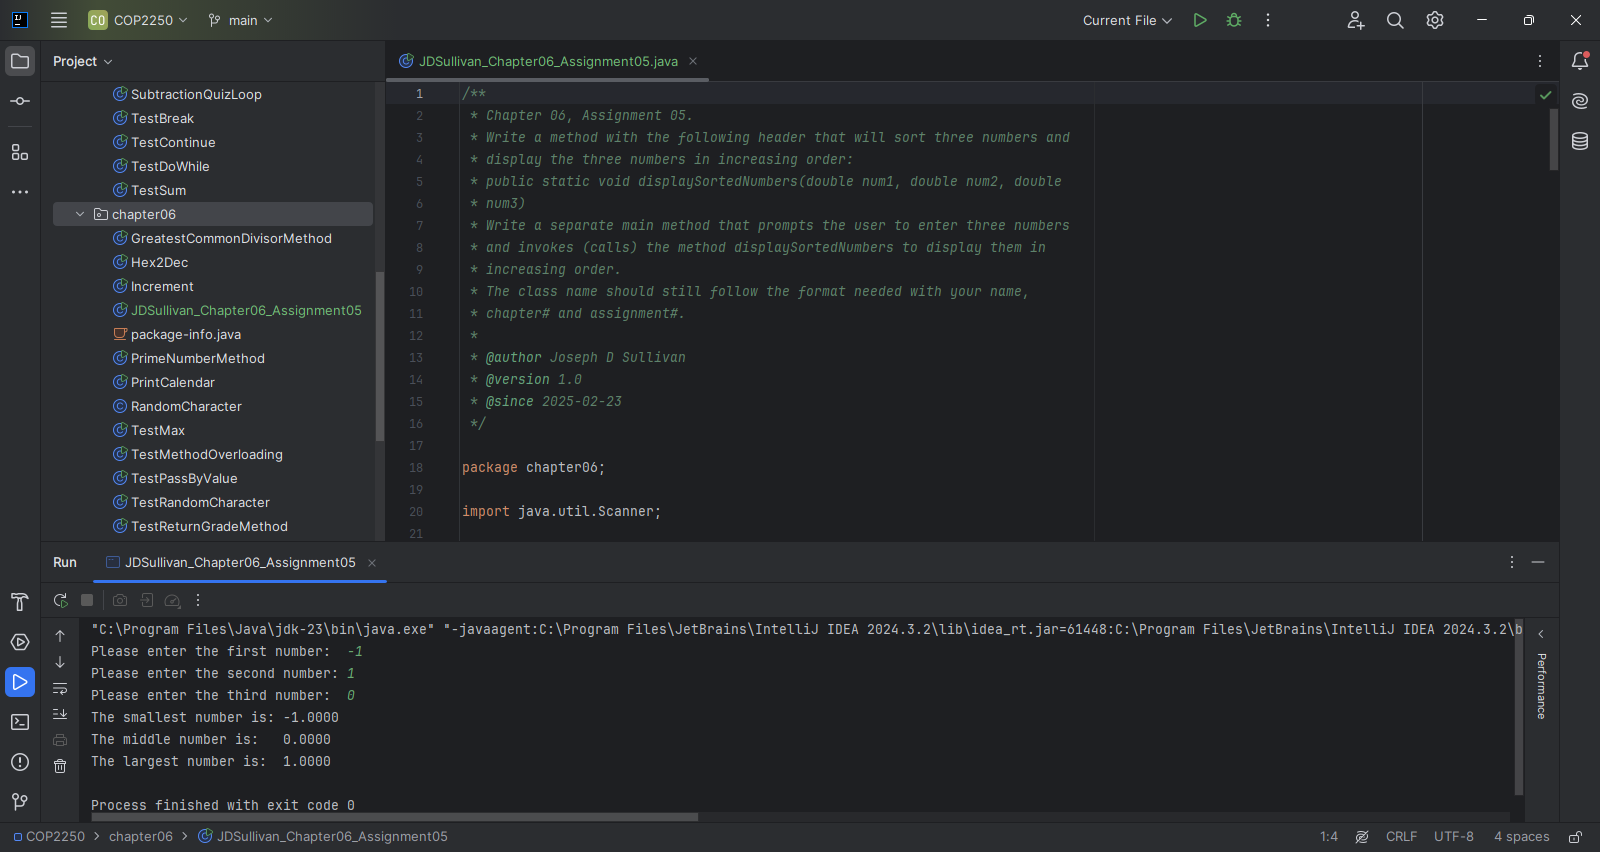 CO COP2250 main Current File
Project
JDSullivan_Chapter06_Assignment05.java
SubtractionQuizLoop
TestBreak
TestContinue
TestDoWhile
TestSum
chapter06
GreatestCommonDivisorMethod
Hex2Dec
Increment
JDSullivan_Chapter06_Assignment05
package-info.java
PrimeNumberMethod
PrintCalendar
RandomCharacter
TestMax
TestMethodOverloading
TestPassByValue
TestRandomCharacter
TestReturnGradeMethod
1 /**
2 * Chapter 06, Assignment 05.
3 * Write a method with the following header that will sort three numbers and
4 * display the three numbers in increasing order:
5 * public static void displaySortedNumbers(double num1, double num2, double
6 * num3)
7 * Write a separate main method that prompts the user to enter three numbers
8 * and invokes (calls) the method displaySortedNumbers to display them in
9 * increasing order.
10 * The class name should still follow the format needed with your name,
11 * chapter# and assignment#.
12 *
13 * @author Joseph D Sullivan
14 * @version 1.0
15 * @since 2025-02-23
16 */
17
18 package chapter06;
19
20 import java.util.Scanner;
21
Run JDSullivan_Chapter06_Assignment05
"C:\Program Files\Java\jdk-23\bin\java.exe" "-javaagent:C:\Program Files\JetBrains\IntelliJ IDEA 2024.3.2\lib\idea_rt.jar=61448:C:\Program Files\JetBrains\IntelliJ IDEA 2024.3.2\b
Please enter the first number: -1
Please enter the second number: 1
Please enter the third number: 0
The smallest number is: -1.0000
The middle number is: 0.0000
The largest number is: 1.0000
Process finished with exit code 0
Performance
COP2250 > chapter06 > JDSullivan_Chapter06_Assignment05
1:4 CRLF UTF-8 4 spaces